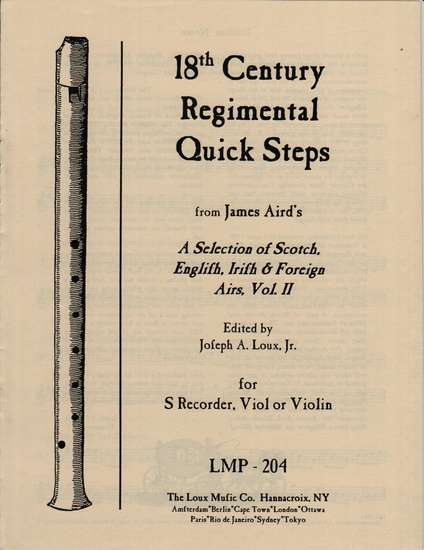 18th Century
Regimental
Quick Steps
from James Aird's
A Selection of Scotch,
Engliſh, Iriſh & Foreign
Airs, Vol. II
Edited by
Joſeph A. Loux, Jr.
for
S Recorder, Viol or Violin
LMP - 204
The Loux Muſic Co. Hannacroix, NY
Amſterdam*Berlin*Cape Town*London*Ottawa
Paris*Rio de Janeiro*Sydney*Tokyo